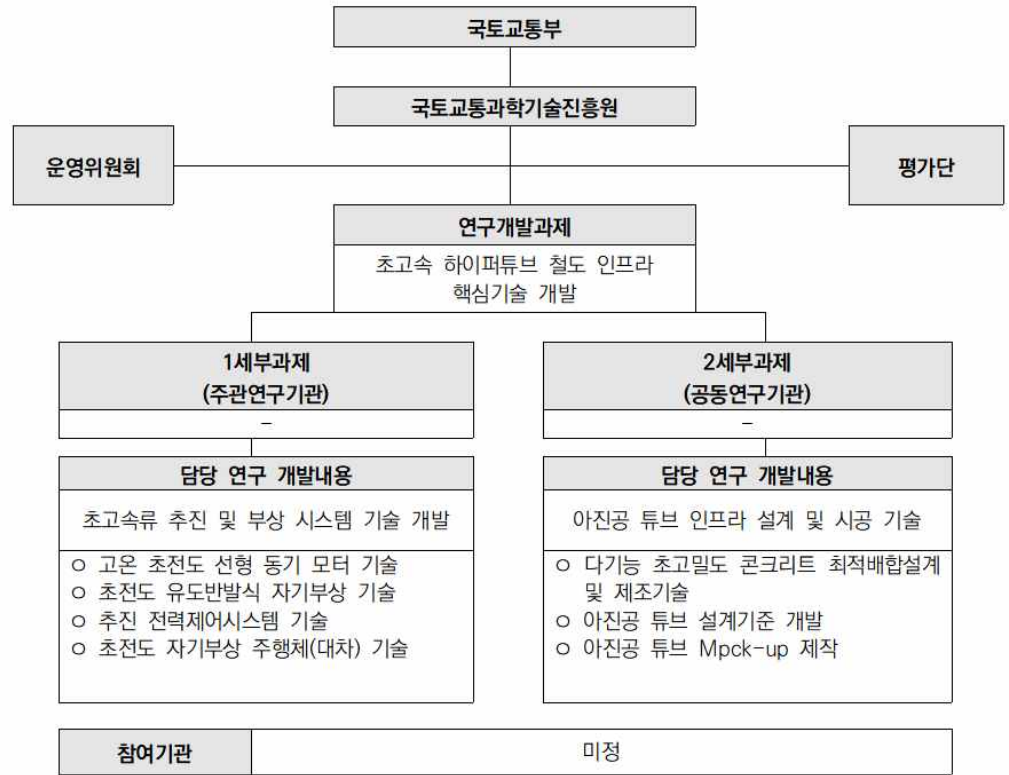 국토교통부
국토교통과학기술진흥원
운영위원회
평가단
연구개발과제
초고속 하이퍼튜브 철도 인프라
핵심기술 개발
1세부과제
(주관연구기관)
-
담당 연구 개발내용
초고속류 추진 및 부상 시스템 기술 개발
ㅇ 고온 초전도 선형 동기 모터 기술
ㅇ 초전도 유도반발식 자기부상 기술
ㅇ 추진 전력제어시스템 기술
ㅇ 초전도 자기부상 주행체(대차) 기술
2세부과제
(공동연구기관)
-
담당 연구 개발내용
아진공 튜브 인프라 설계 및 시공 기술
ㅇ 다기능 초고밀도 콘크리트 최적배합설계
및 제조기술
ㅇ 아진공 튜브 설계기준 개발
ㅇ 아진공 튜브 Mpck-up 제작
참여기관
미정